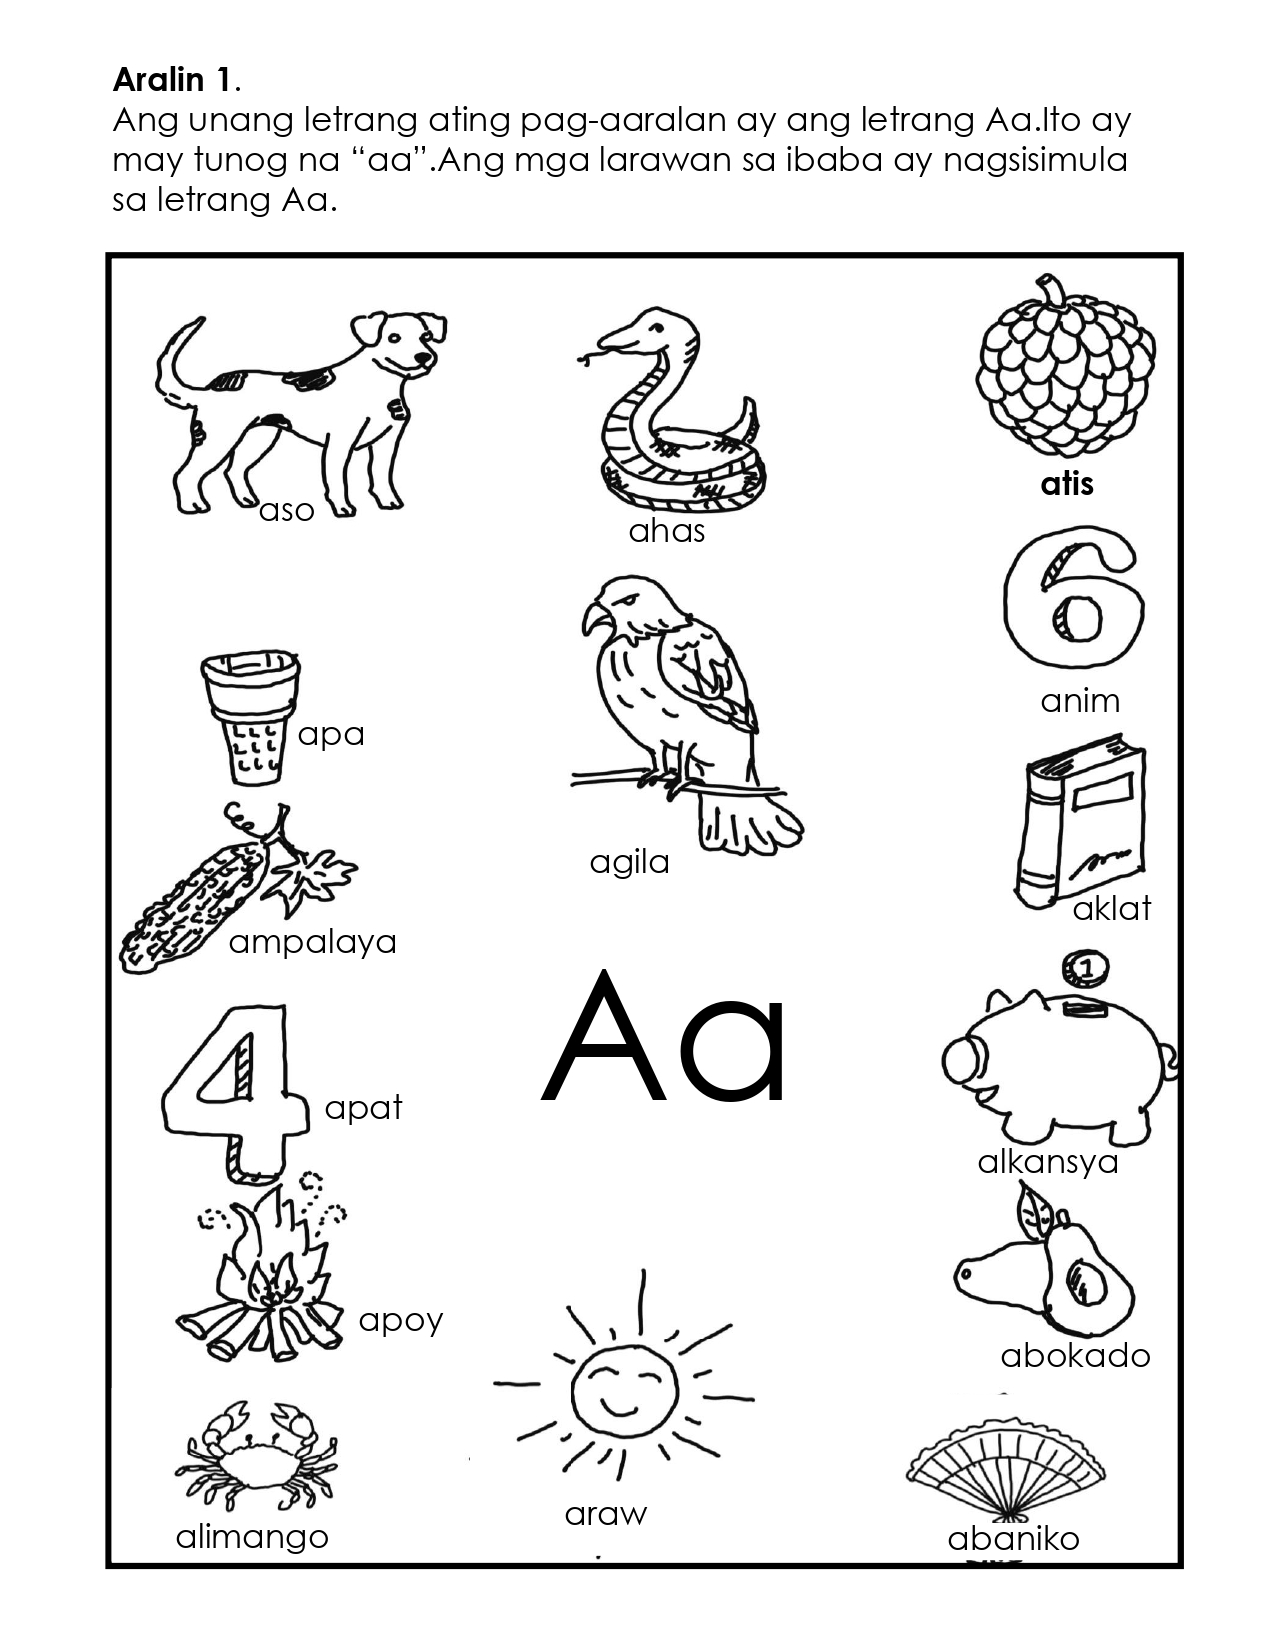 Aralin 1.
Ang unang letrang ating pag-aaralan ay ang letrang Aa.Ito ay
may tunog na “aa”.Ang mga larawan sa ibaba ay nagsisimula
sa letrang Aa.
aso
ahas
atis
6
anim
apa
agila
aklat
ampalaya
Aa
1
4
apat
alkansya
apoy
abokado
araw
alimango
abaniko